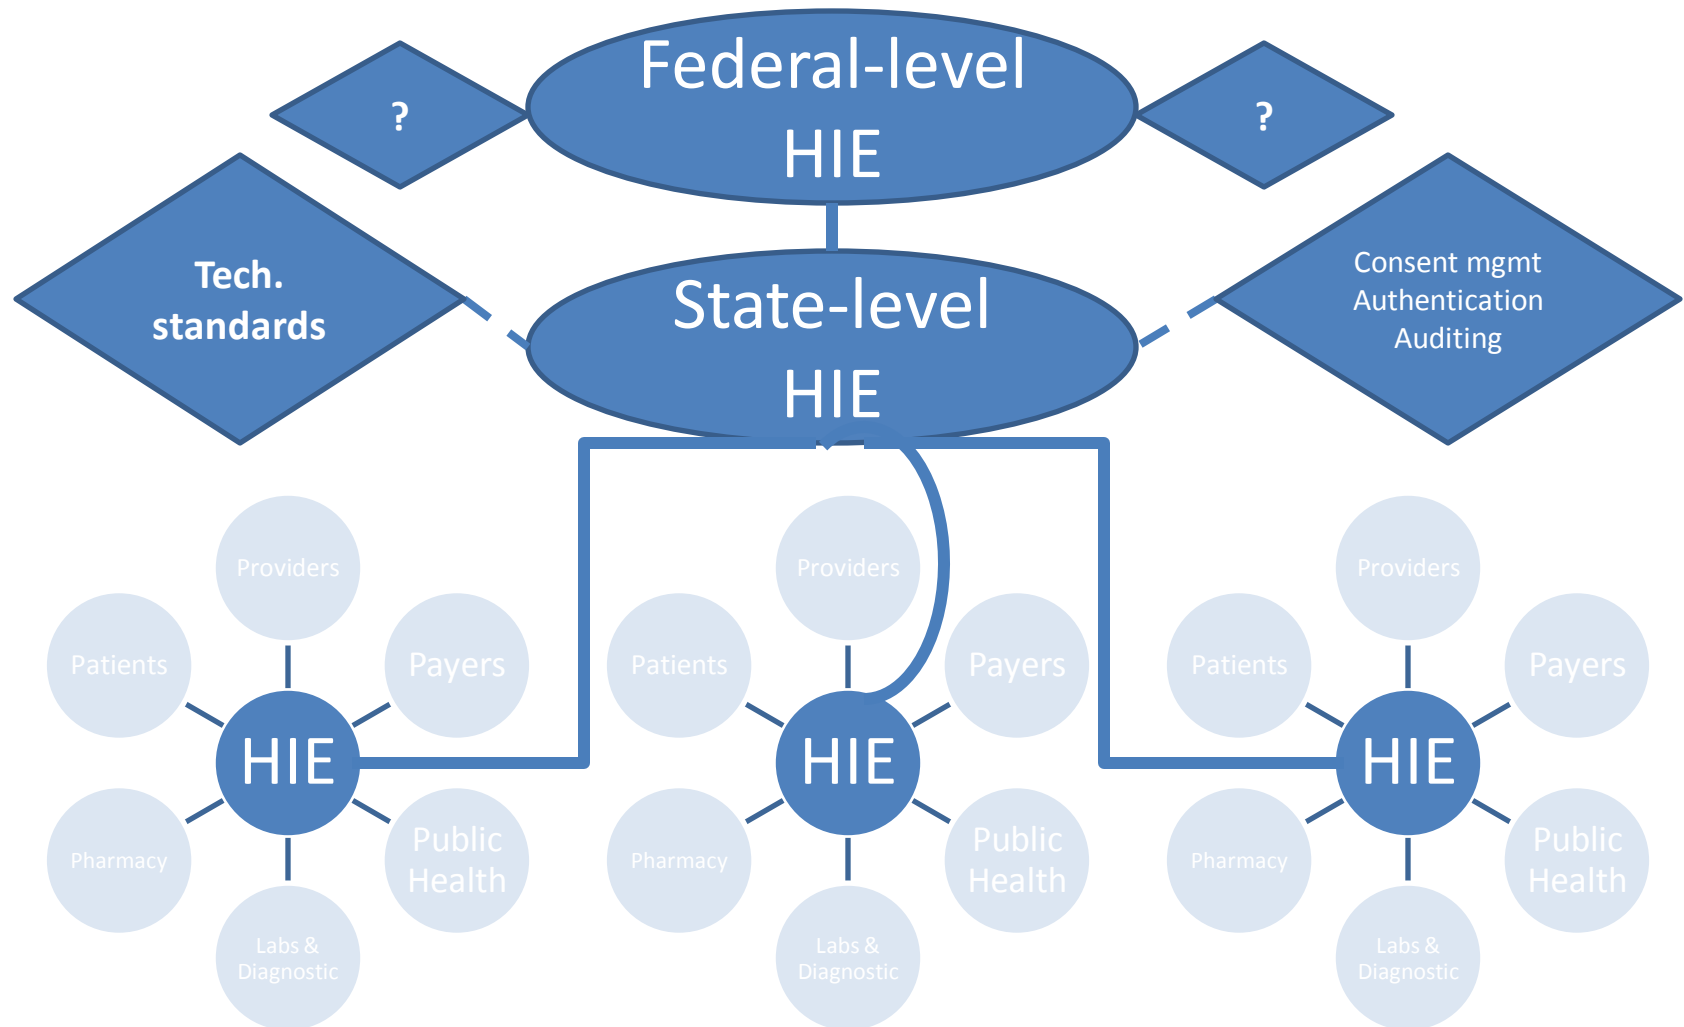 Federal-level
HIE
?
?
Tech.
standards
State-level
HIE
Consent mgmt
Authentication
Auditing
Providers
Patients
Payers
HIE
Pharmacy
Public
Health
Labs &
Diagnostic
Providers
Patients
Payers
HIE
Pharmacy
Public
Health
Labs &
Diagnostic
Providers
Patients
Payers
HIE
Pharmacy
Public
Health
Labs &
Diagnostic